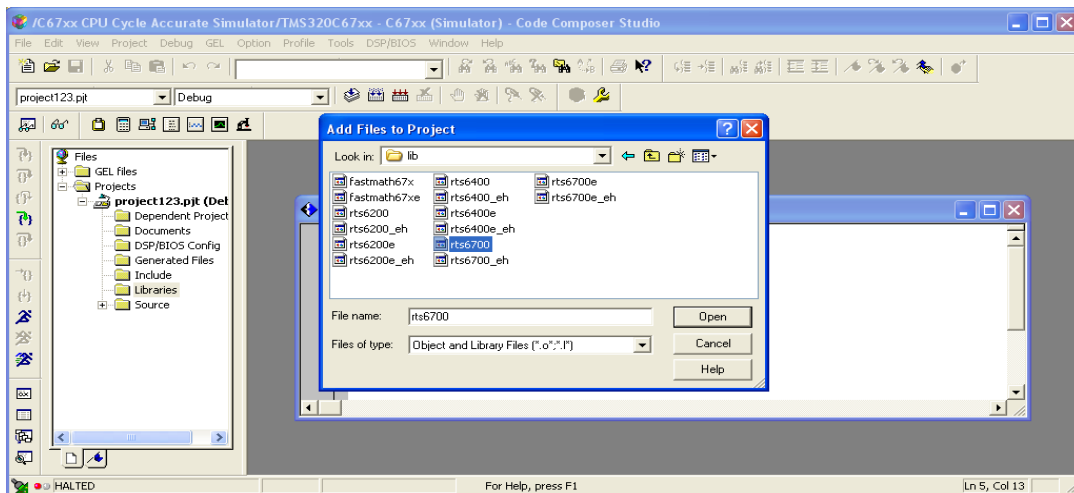 /C67xx CPU Cycle Accurate Simulator/TMS320C67xx - C67xx (Simulator) - Code Composer Studio
File Edit View Project Debug GEL Option Profile Tools DSP/BIOS Window Help
project123.pjt Debug
Files
GEL files
Projects
project123.pjt (Del
Dependent Project
Documents
DSP/BIOS Config
Generated Files
Include
Libraries
Source
Add Files to Project
Look in: lib
fastmath67x rts6400 rts6700e
fastmath67xe rts6400_eh rts6700e_eh
rts6200 rts6400e
rts6200_eh rts6400e_eh
rts6200e rts6700
rts6200e_eh rts6700_eh
File name: rts6700 Open
Files of type: Object and Library Files (*.o*;*.l*) Cancel
Help
HALTED For Help, press F1 Ln 5, Col 13